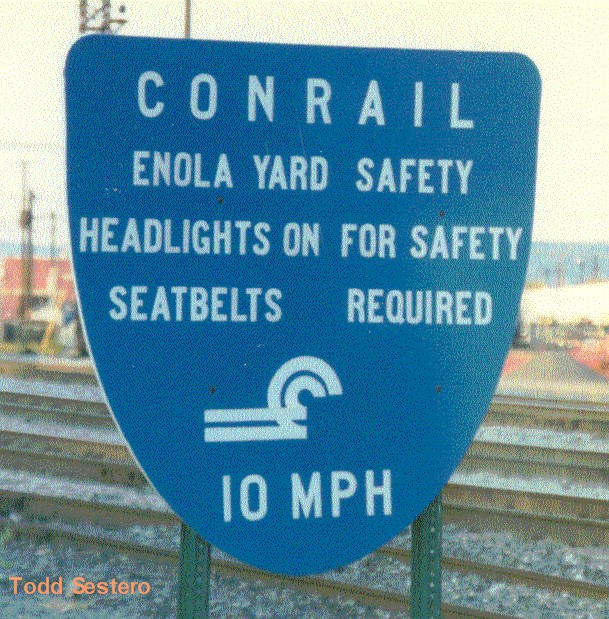 CONRAIL
ENOLA YARD SAFETY
HEADLIGHTS ON FOR SAFETY
SEATBELTS REQUIRED
10 MPH
Todd Sestero